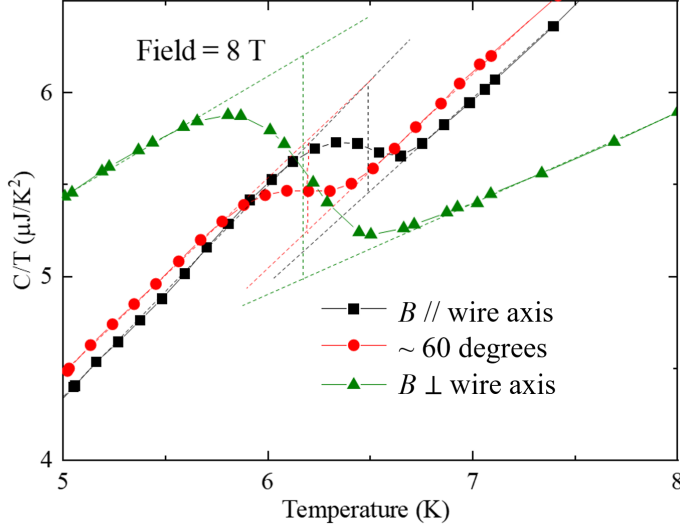 Field = 8 T
6
5
4
C/T (μJ/K²)
B // wire axis
~ 60 degrees
B ⊥ wire axis
5
6
7
8
Temperature (K)